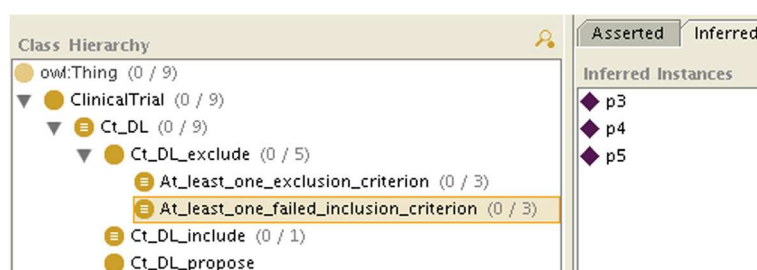 Class Hierarchy
owl:Thing (0 / 9)
ClinicalTrial (0 / 9)
Ct_DL (0 / 9)
Ct_DL_exclude (0 / 5)
At_least_one_exclusion_criterion (0 / 3)
At_least_one_failed_inclusion_criterion (0 / 3)
Ct_DL_include (0 / 1)
Ct_DL_propose
Asserted Inferred
Inferred Instances
p3
p4
p5